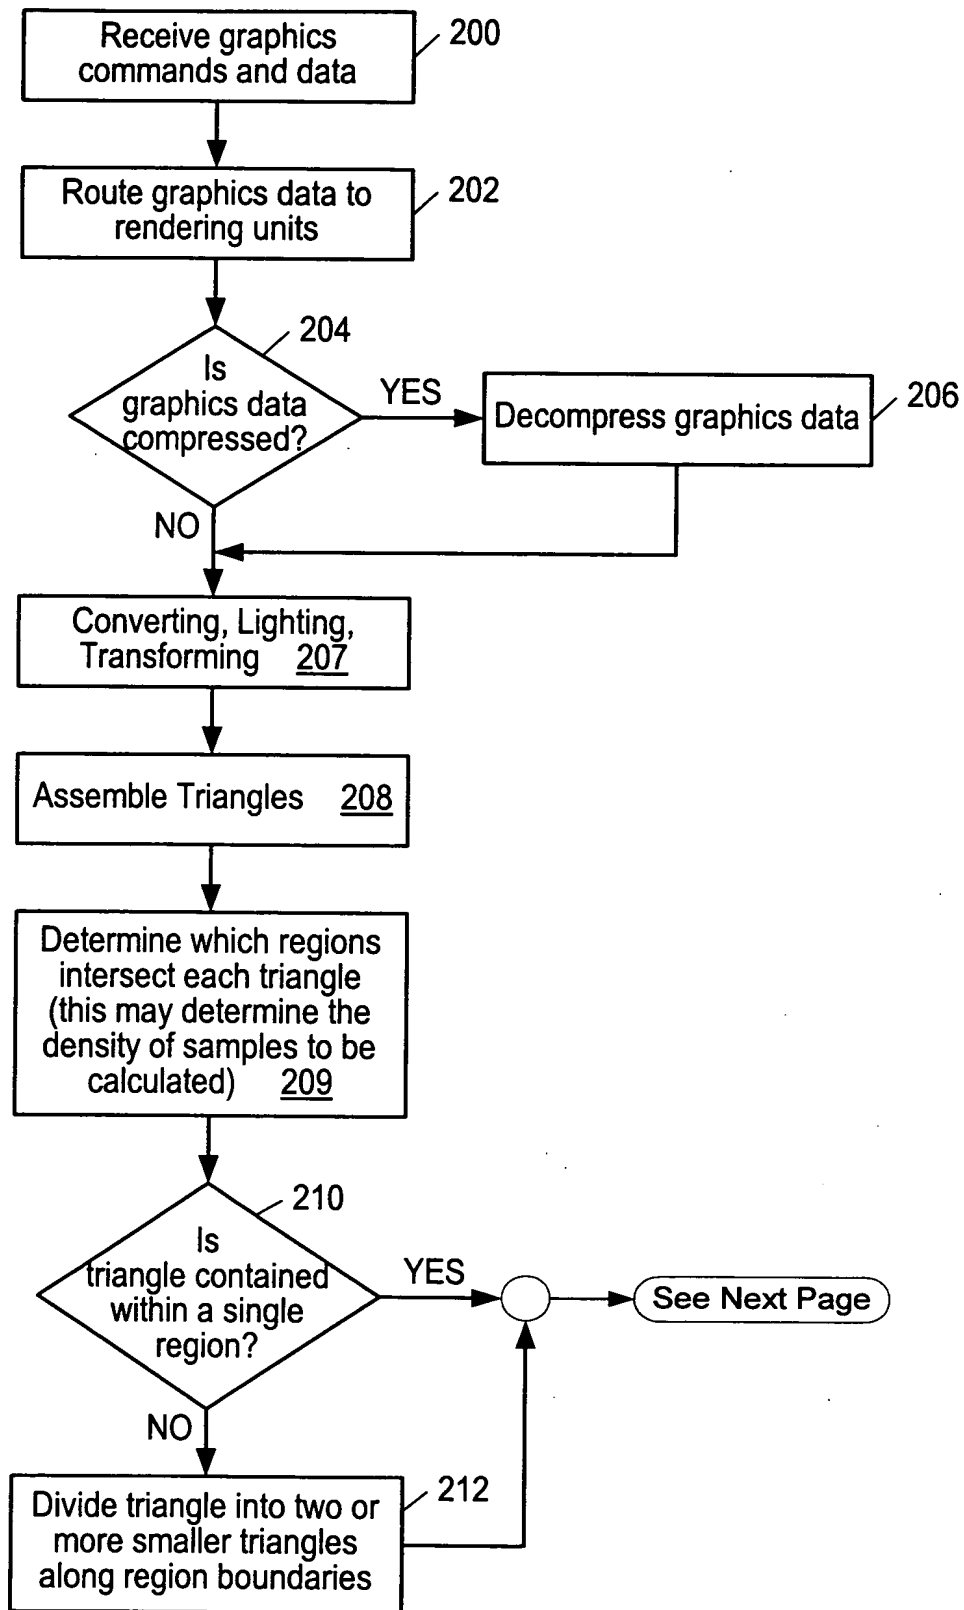 Receive graphics
commands and data
200
Route graphics data to
rendering units
202
204
Is
graphics data
compressed?
YES
Decompress graphics data
206
NO
Converting, Lighting,
Transforming 207
Assemble Triangles 208
Determine which regions
intersect each triangle
(this may determine the
density of samples to be
calculated) 209
210
Is
triangle contained
within a single
region?
YES
See Next Page
NO
212
Divide triangle into two or
more smaller triangles
along region boundaries